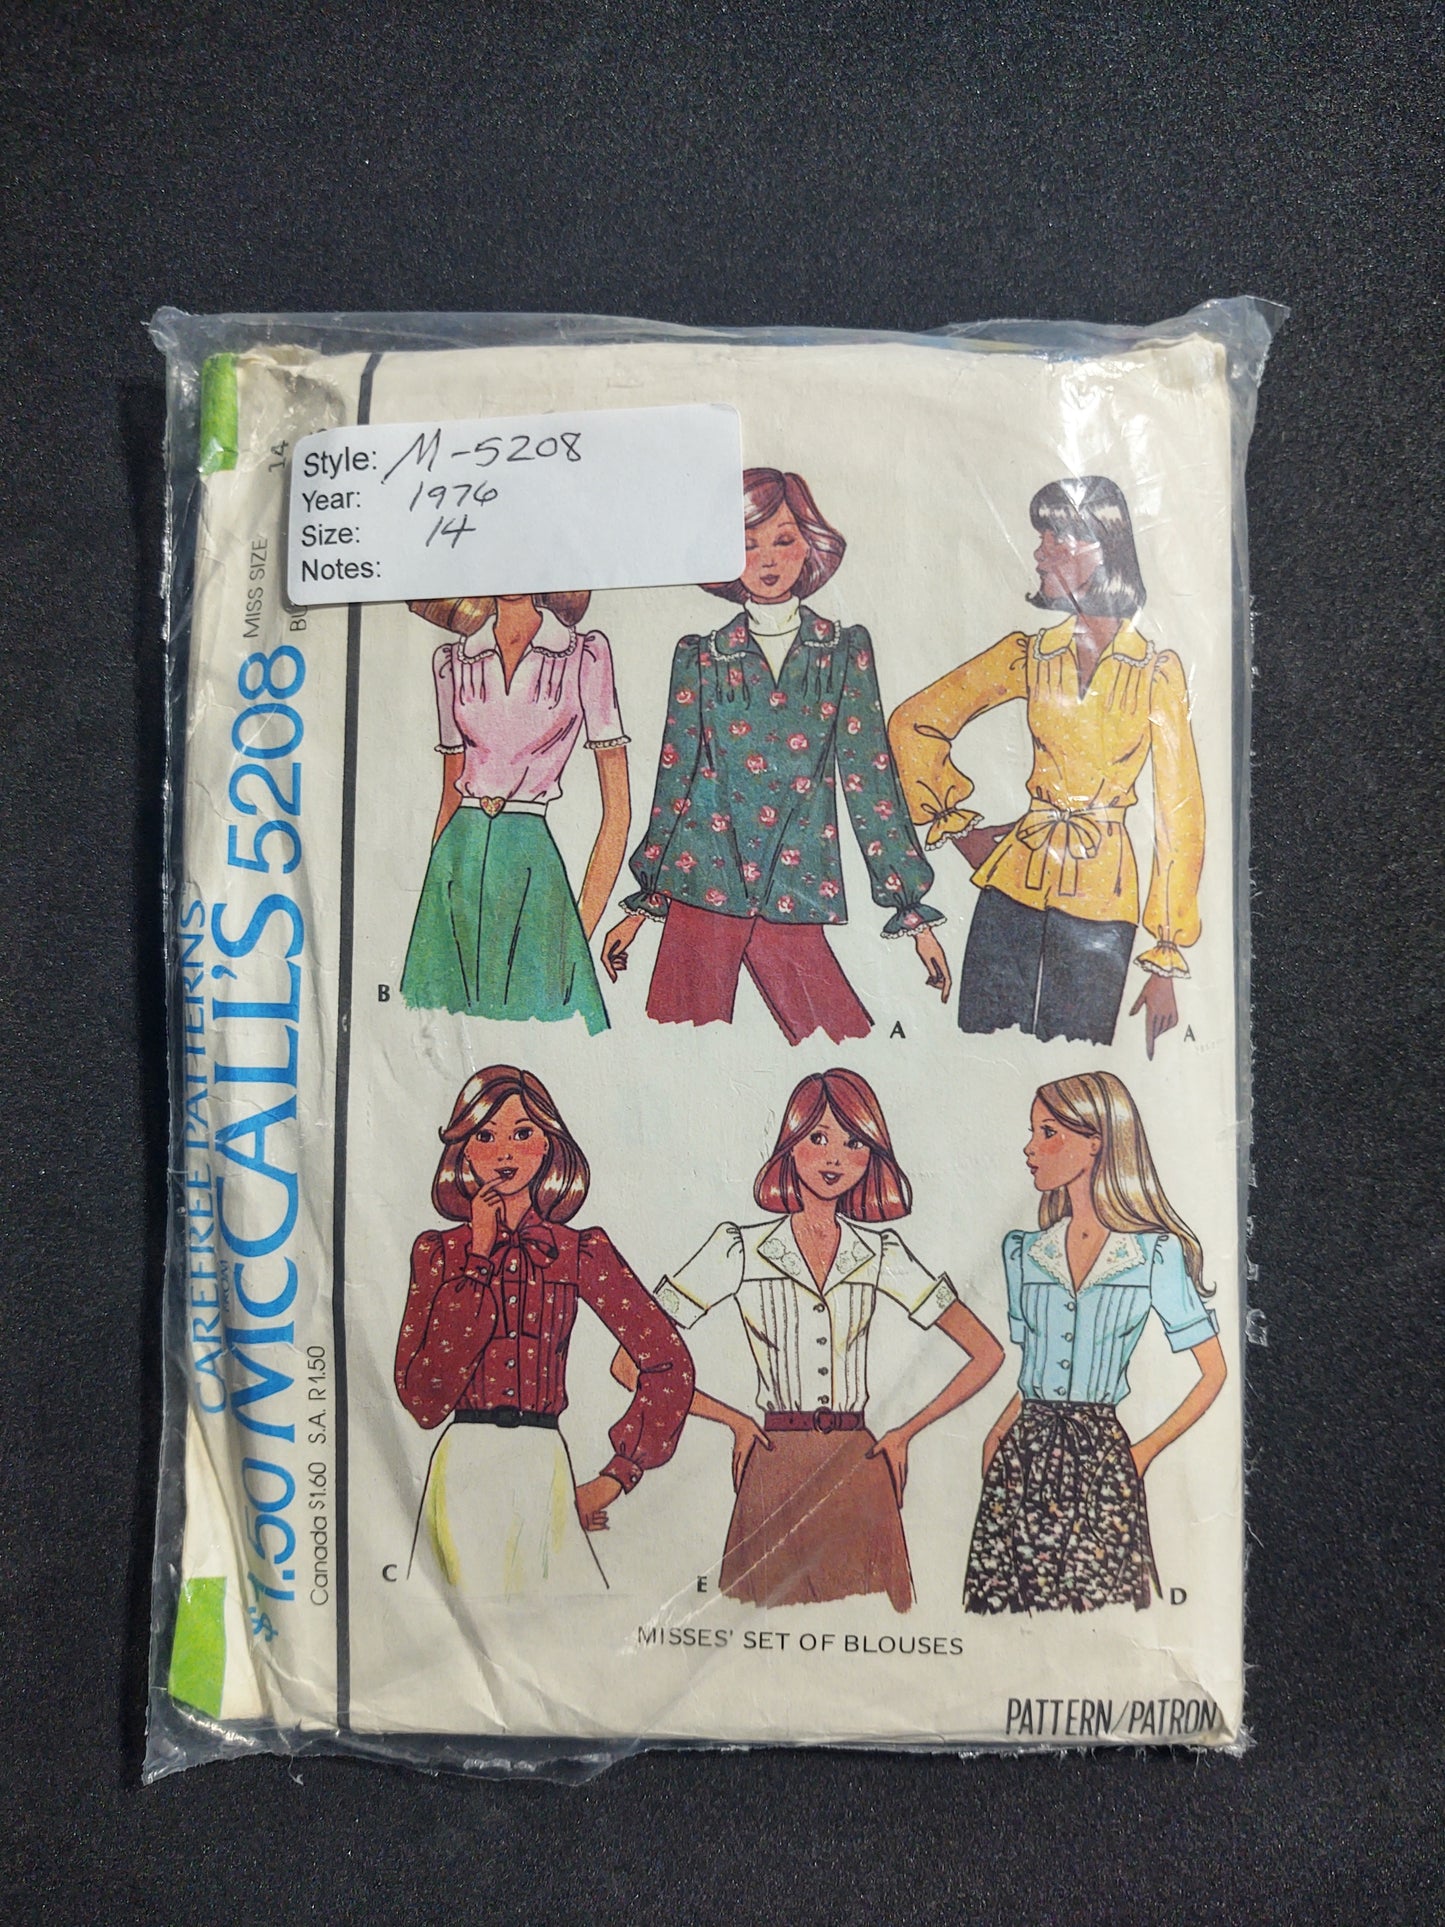 Style: M-5208
Year: 1976
Size: 14
Notes:
14
MISS SIZE
CAREFREE PATTERNS
$1.50 McCALL'S 5208
Canada $1.60 S.A. R1.50
B
A
A
C
E
D
MISSES' SET OF BLOUSES
PATTERN/PATRON